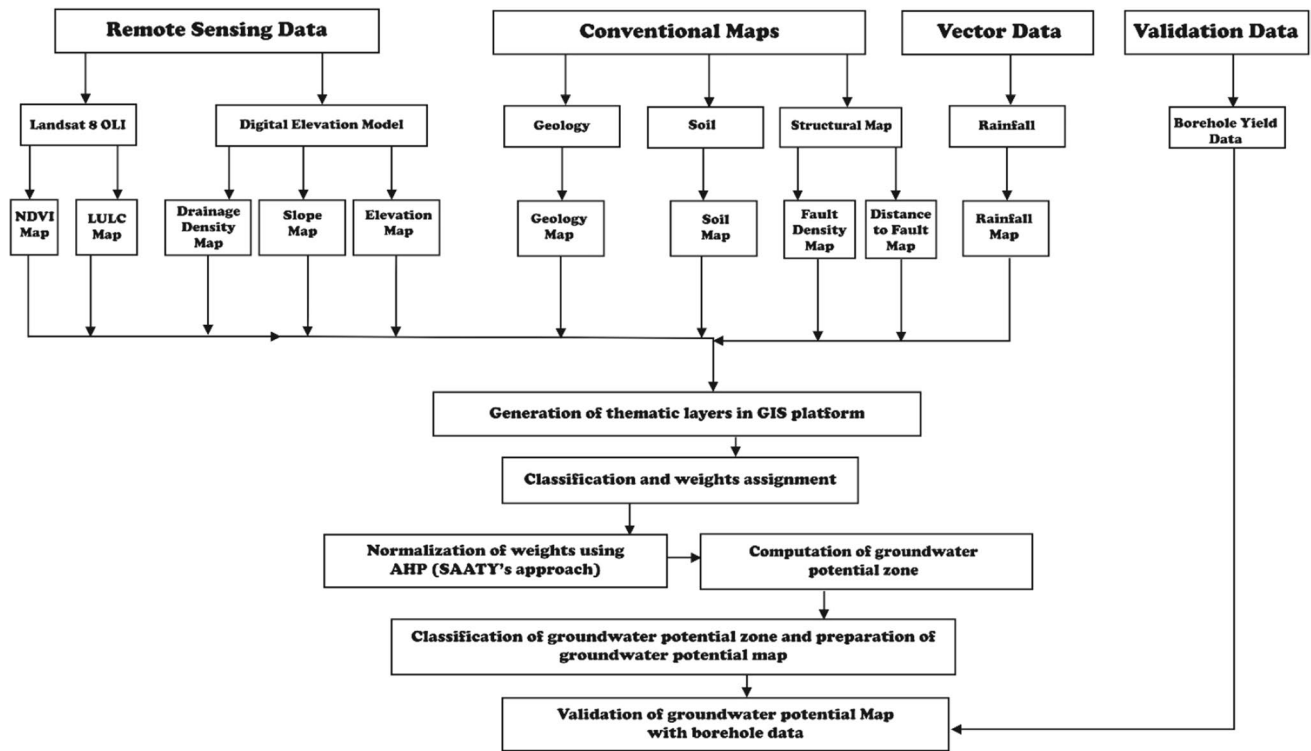 Remote Sensing Data
Conventional Maps
Vector Data
Validation Data
Landsat 8 OLI
Digital Elevation Model
Geology
Soil
Structural Map
Rainfall
Borehole Yield
Data
NDVI
Map
LULC
Map
Drainage
Density
Map
Slope
Map
Elevation
Map
Geology
Map
Soil
Map
Fault
Density
Map
Distance
to Fault
Map
Rainfall
Map
Generation of thematic layers in GIS platform
Classification and weights assignment
Normalization of weights using
AHP (SAATY's approach)
Computation of groundwater
potential zone
Classification of groundwater potential zone and preparation of
groundwater potential map
Validation of groundwater potential Map
with borehole data